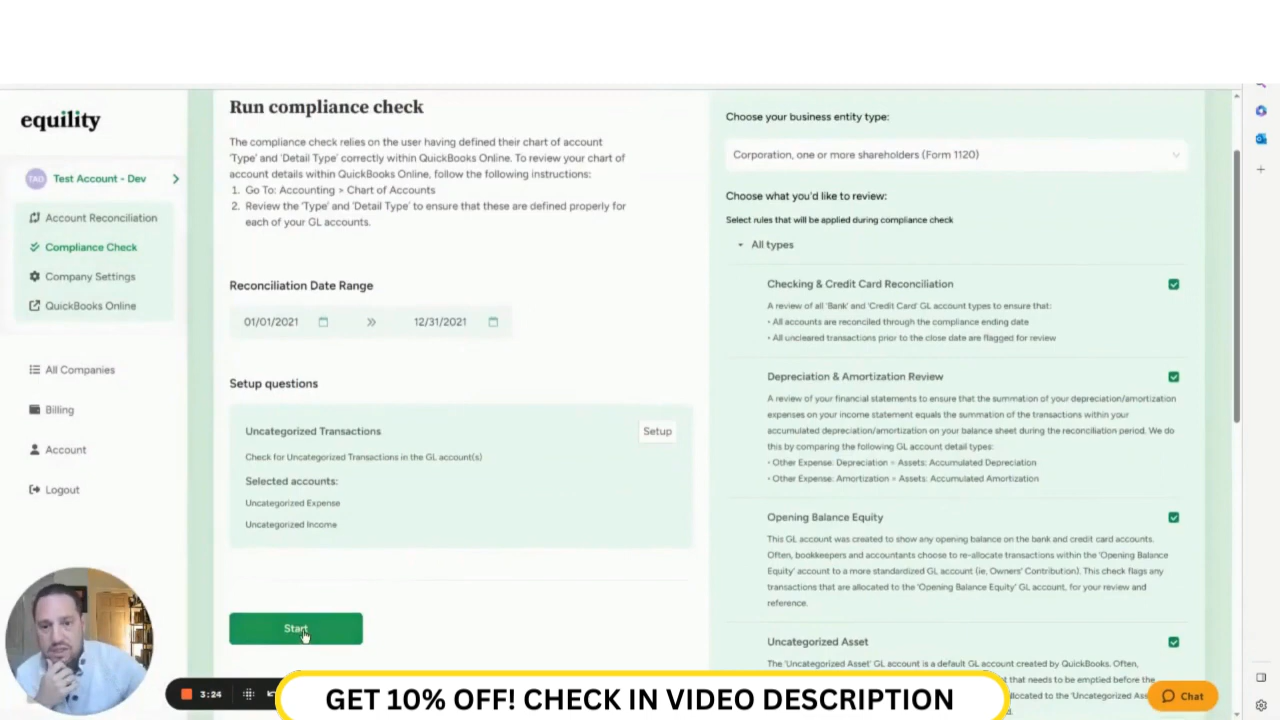 equility
TAD
Test Account - Dev
Account Reconciliation
Compliance Check
Company Settings
QuickBooks Online
All Companies
Billing
Account
Logout
Run compliance check
The compliance check relies on the user having defined their chart of account
'Type' and 'Detail Type' correctly within QuickBooks Online. To review your chart of
account details within QuickBooks Online, follow the following instructions:
1. Go To: Accounting > Chart of Accounts
2. Review the 'Type' and 'Detail Type' to ensure that these are defined properly for
each of your GL accounts.
Reconciliation Date Range
01/01/2021
12/31/2021
Setup questions
Uncategorized Transactions
Setup
Check for Uncategorized Transactions in the GL account(s)
Selected accounts:
Uncategorized Expense
Uncategorized Income
Start
Choose your business entity type:
Corporation, one or more shareholders (Form 1120)
Choose what you'd like to review:
Select rules that will be applied during compliance check
All types
Checking & Credit Card Reconciliation
A review of all 'Bank' and 'Credit Card' GL account types to ensure that:
• All accounts are reconciled through the compliance ending date
• All uncleared transactions prior to the close date are flagged for review
Depreciation & Amortization Review
A review of your financial statements to ensure that the summation of your depreciation/amortization
expenses on your income statement equals the summation of the transactions within your
accumulated depreciation/amortization on your balance sheet during the reconciliation period. We do
this by comparing the following GL account detail types:
• Other Expense: Depreciation = Assets: Accumulated Depreciation
• Other Expense: Amortization = Assets: Accumulated Amortization
Opening Balance Equity
This GL account was created to show any opening balance on the bank and credit card accounts.
Often, bookkeepers and accountants choose to re-allocate transactions within the 'Opening Balance
Equity' account to a more standardized GL account (ie, Owners' Contribution). This check flags any
transactions that are allocated to the 'Opening Balance Equity' GL account, for your review and
reference.
Uncategorized Asset
The 'Uncategorized Asset' GL account is a default GL account created by QuickBooks. Often,
that needs to be emptied before the
to the 'Uncategorized
Chat
3:24
GET 10% OFF! CHECK IN VIDEO DESCRIPTION